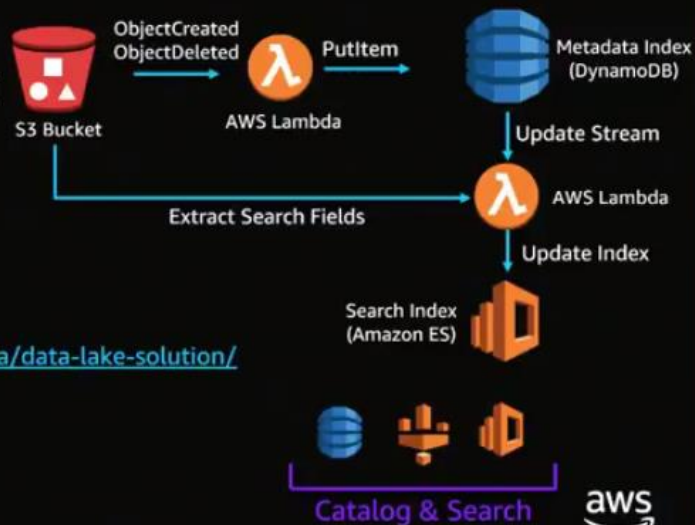 ObjectCreated
ObjectDeleted
PutItem
Metadata Index
(DynamoDB)
S3 Bucket
AWS Lambda
Update Stream
AWS Lambda
Extract Search Fields
Update Index
Search Index
(Amazon ES)
a/data-lake-solution/
Catalog & Search
aws